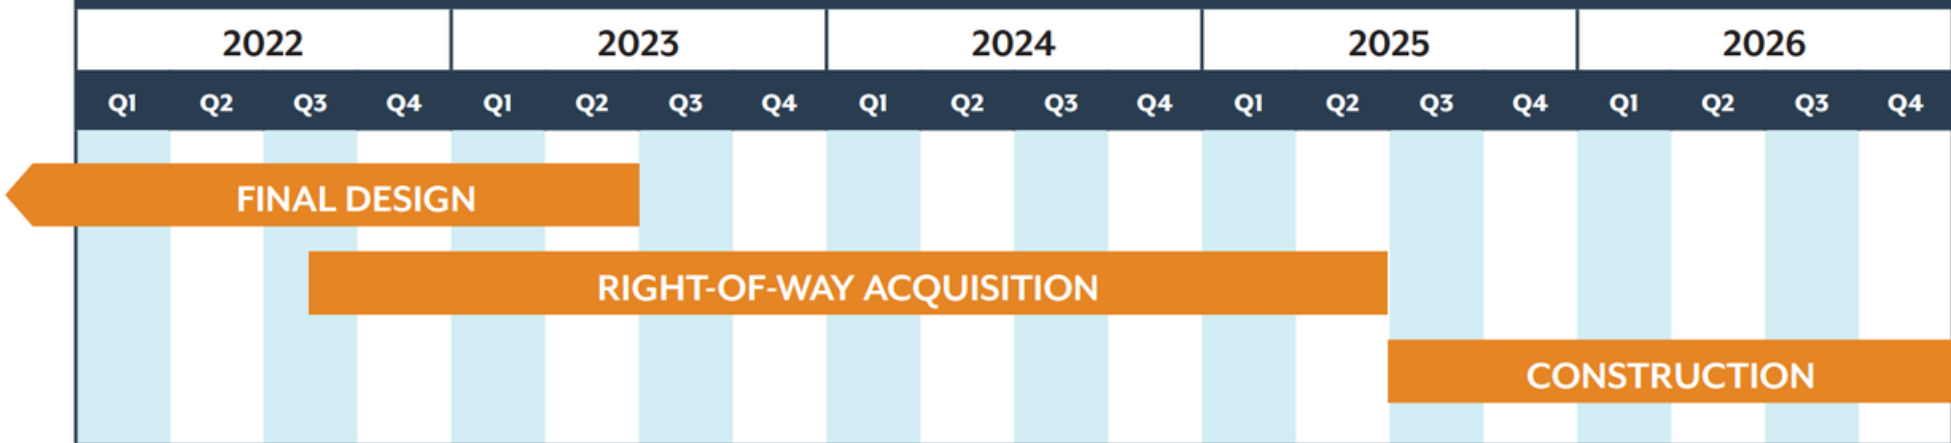 2022 2023 2024 2025 2026
Q1 Q2 Q3 Q4 Q1 Q2 Q3 Q4 Q1 Q2 Q3 Q4 Q1 Q2 Q3 Q4 Q1 Q2 Q3 Q4
FINAL DESIGN
RIGHT-OF-WAY ACQUISITION
CONSTRUCTION